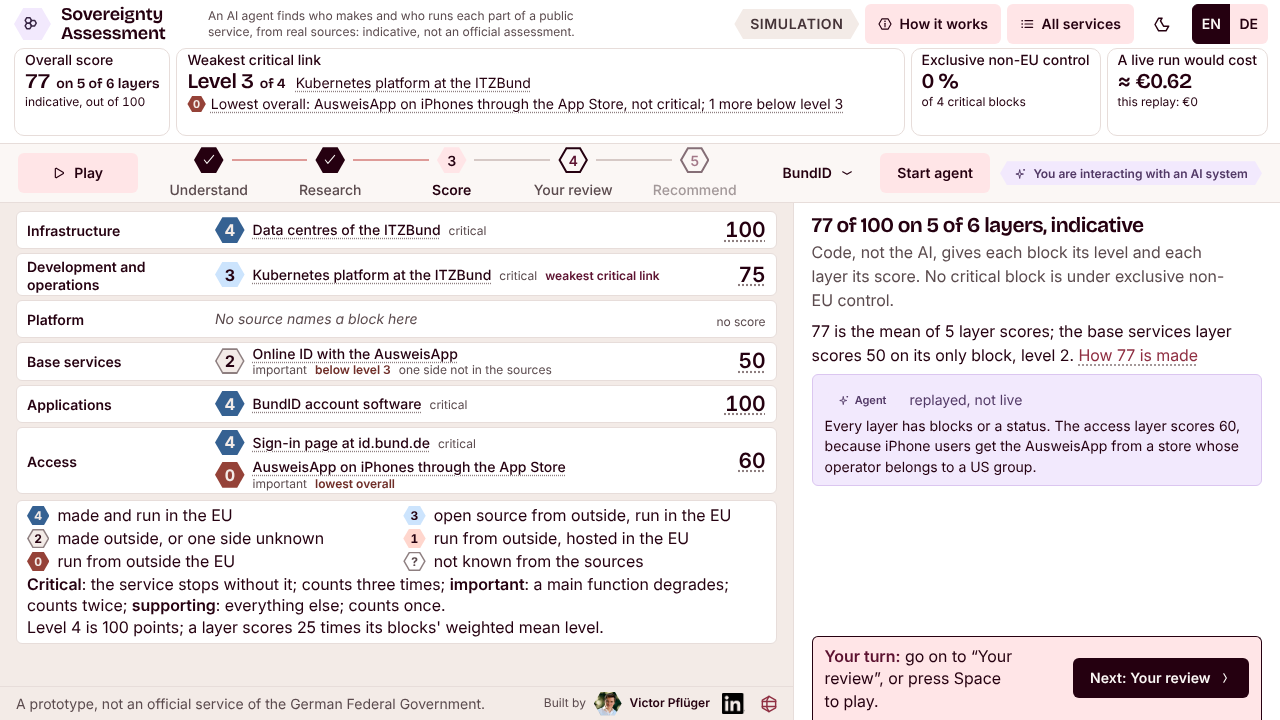 Sovereignty
Assessment
An AI agent finds who makes and who runs each part of a public
service, from real sources: indicative, not an official assessment.
SIMULATION
How it works
All services
EN
DE
Overall score
77 on 5 of 6 layers
indicative, out of 100
Weakest critical link
Level 3 of 4 Kubernetes platform at the ITZBund
0 Lowest overall: AusweisApp on iPhones through the App Store, not critical; 1 more below level 3
Exclusive non-EU control
0 %
of 4 critical blocks
A live run would cost
≈ €0.62
this replay: €0
Play
Understand
Research
3
Score
4
Your review
5
Recommend
BundID
Start agent
You are interacting with an AI system
Infrastructure
4 Data centres of the ITZBund critical
100
Development and
operations
3 Kubernetes platform at the ITZBund critical weakest critical link
75
Platform
No source names a block here
no score
Base services
2 Online ID with the AusweisApp
important below level 3 one side not in the sources
50
Applications
4 BundID account software critical
100
Access
4 Sign-in page at id.bund.de critical
0 AusweisApp on iPhones through the App Store
important lowest overall
60
4 made and run in the EU
3 open source from outside, run in the EU
2 made outside, or one side unknown
1 run from outside, hosted in the EU
0 run from outside the EU
? not known from the sources
Critical: the service stops without it; counts three times; important: a main function degrades;
counts twice; supporting: everything else; counts once.
Level 4 is 100 points; a layer scores 25 times its blocks' weighted mean level.
A prototype, not an official service of the German Federal Government.
Built by Victor Pflüger
in
77 of 100 on 5 of 6 layers, indicative
Code, not the AI, gives each block its level and each
layer its score. No critical block is under exclusive non-
EU control.
77 is the mean of 5 layer scores; the base services layer
scores 50 on its only block, level 2. How 77 is made
Agent replayed, not live
Every layer has blocks or a status. The access layer scores 60,
because iPhone users get the AusweisApp from a store whose
operator belongs to a US group.
Your turn: go on to “Your
review”, or press Space
to play.
Next: Your review